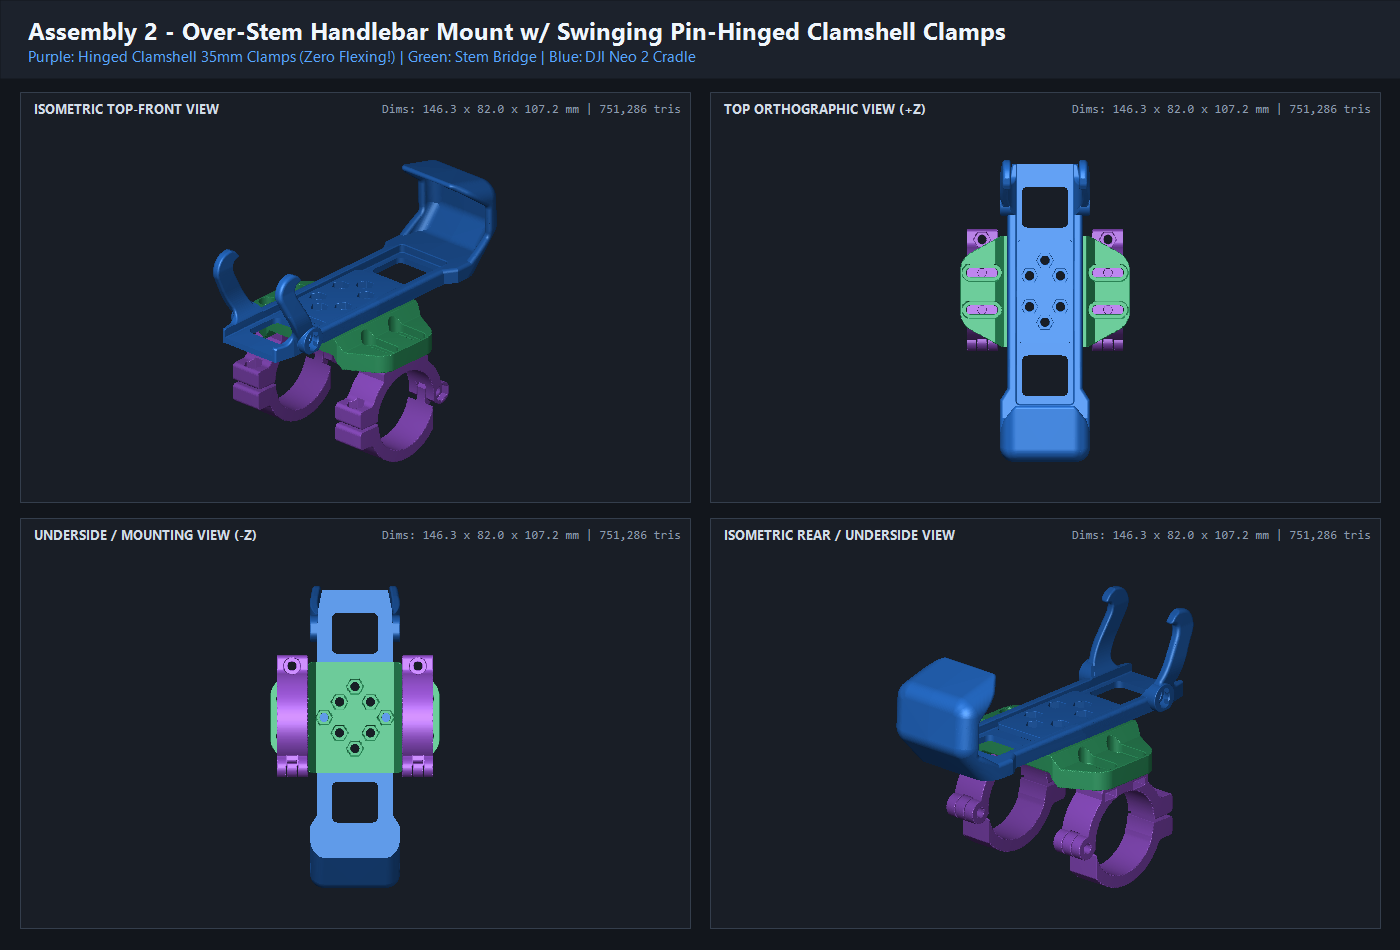 Assembly 2 - Over-Stem Handlebar Mount w/ Swinging Pin-Hinged Clamshell Clamps
Purple: Hinged Clamshell 35mm Clamps (Zero Flexing!) | Green: Stem Bridge | Blue: DJI Neo 2 Cradle
ISOMETRIC TOP-FRONT VIEW Dims: 146.3 x 82.0 x 107.2 mm | 751,286 tris
TOP ORTHOGRAPHIC VIEW (+Z) Dims: 146.3 x 82.0 x 107.2 mm | 751,286 tris
UNDERSIDE / MOUNTING VIEW (-Z) Dims: 146.3 x 82.0 x 107.2 mm | 751,286 tris
ISOMETRIC REAR / UNDERSIDE VIEW Dims: 146.3 x 82.0 x 107.2 mm | 751,286 tris